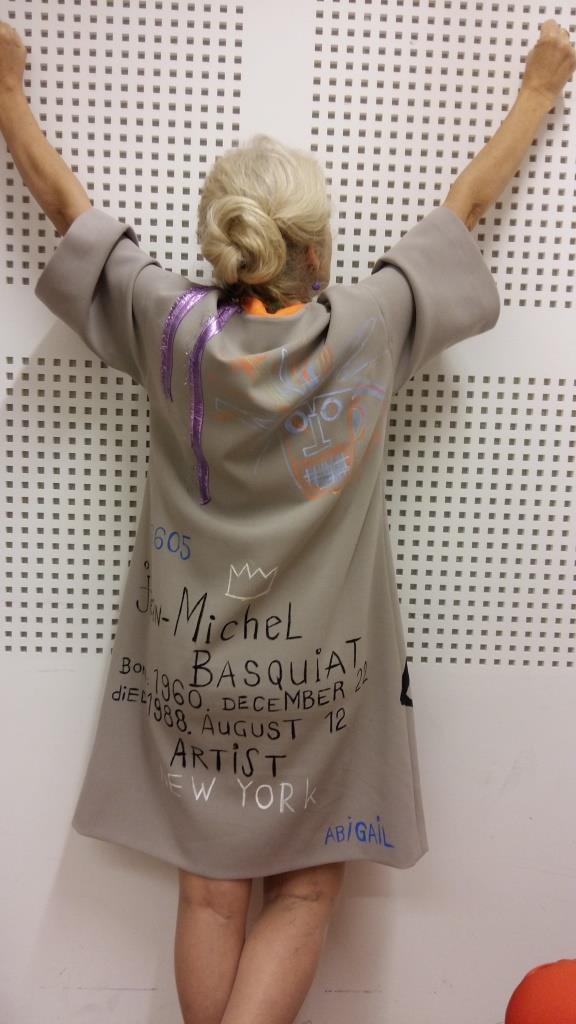 605
Jean-Michel
BASQUIAT
BORN: 1960. DECEMBER 22
diED 1988. AUGUST 12
ARTiST
NEW YORK
ABiGAiL